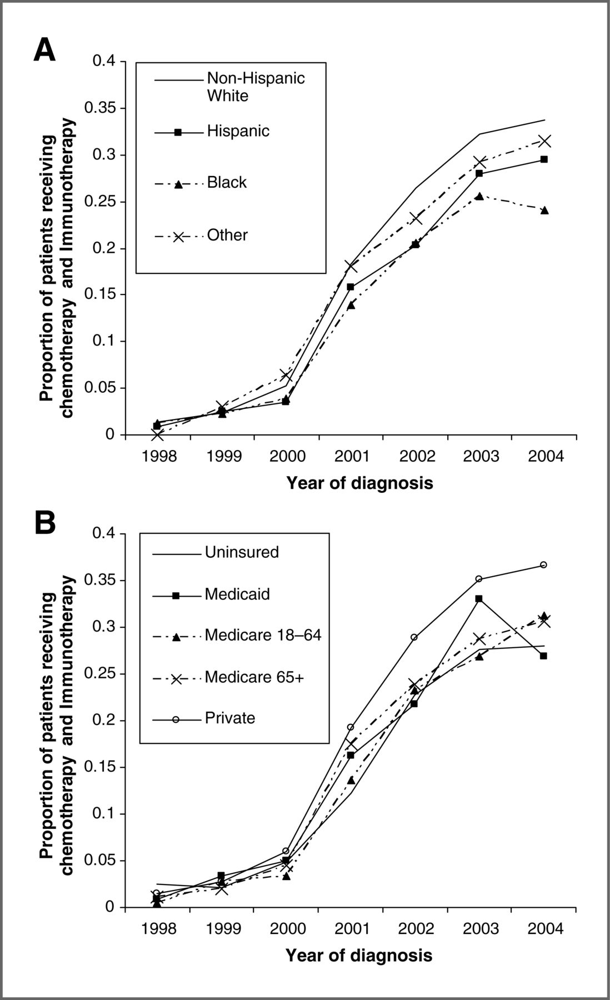 A
Proportion of patients receiving
chemotherapy and Immunotherapy
0.4
0.35
0.3
0.25
0.2
0.15
0.1
0.05
0
Non-Hispanic
White
Hispanic
Black
Other
1998 1999 2000 2001 2002 2003 2004
Year of diagnosis
B
Proportion of patients receiving
chemotherapy and Immunotherapy
0.4
0.35
0.3
0.25
0.2
0.15
0.1
0.05
0
Uninsured
Medicaid
Medicare 18–64
Medicare 65+
Private
1998 1999 2000 2001 2002 2003 2004
Year of diagnosis